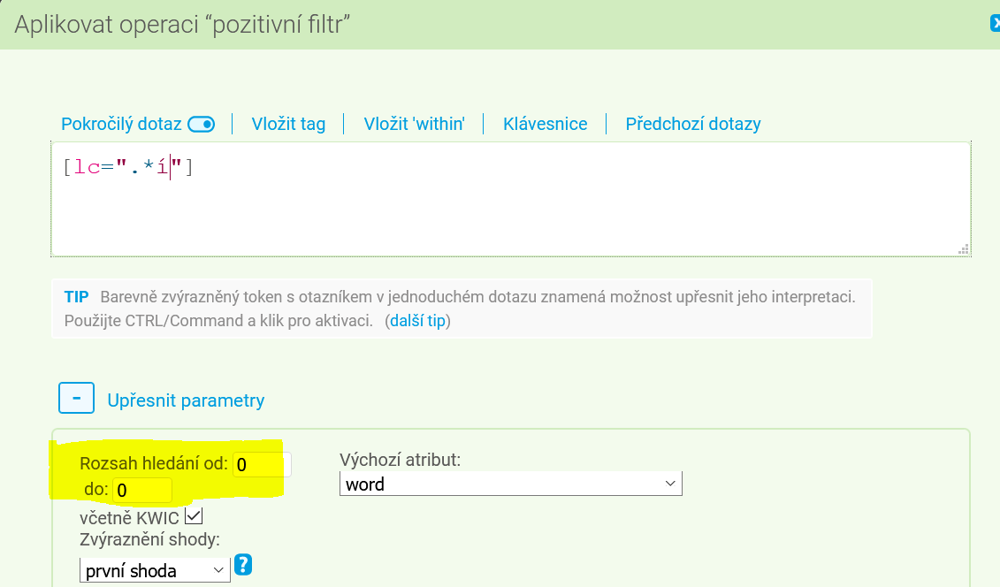 Aplikovat operaci “pozitivní filtr”
x
Pokročilý dotaz | Vložit tag | Vložit 'within' | Klávesnice | Předchozí dotazy
[lc=".*í"]
TIP Barevně zvýrazněný token s otazníkem v jednoduchém dotazu znamená možnost upřesnit jeho interpretaci.
Použijte CTRL/Command a klik pro aktivaci. (další tip)
- Upřesnit parametry
Rozsah hledání od: 0
do: 0
včetně KWIC
Zvýraznění shody:
první shoda ?
Výchozí atribut:
word